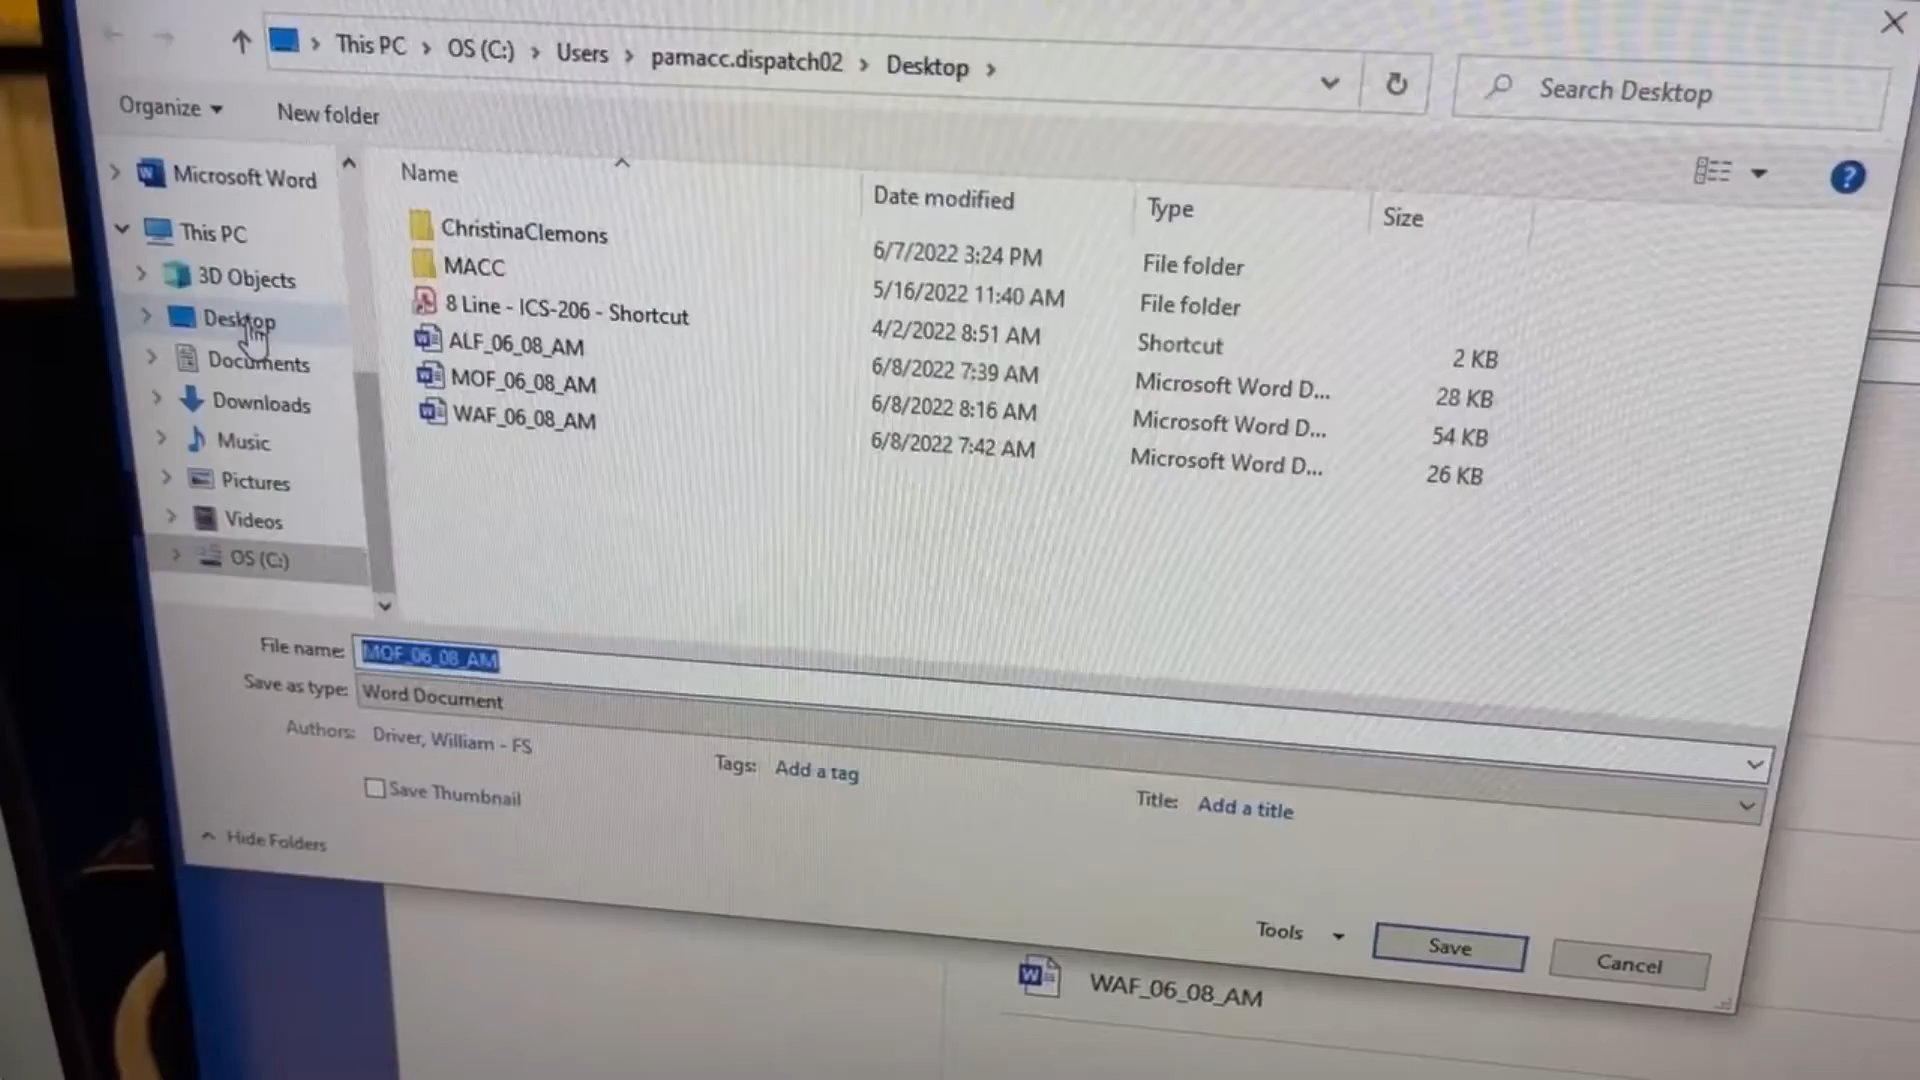 This PC > OS (C:) > Users > pamacc.dispatch02 > Desktop >
Search Desktop
Organize
New folder
?
Microsoft Word
This PC
3D Objects
Desktop
Documents
Downloads
Music
Pictures
Videos
OS (C:)
Name Date modified Type Size
ChristinaClemons 6/7/2022 3:24 PM File folder
MACC 5/16/2022 11:40 AM File folder
8 Line - ICS-206 - Shortcut 4/2/2022 8:51 AM Shortcut 2 KB
ALF_06_08_AM 6/8/2022 7:39 AM Microsoft Word D... 28 KB
MOF_06_08_AM 6/8/2022 8:16 AM Microsoft Word D... 54 KB
WAF_06_08_AM 6/8/2022 7:42 AM Microsoft Word D... 26 KB
File name: MOF_06_08_AM
Save as type: Word Document
Authors: Driver, William - FS
Tags: Add a tag
Title: Add a title
Save Thumbnail
Hide Folders
Tools
Save
Cancel
WAF_06_08_AM